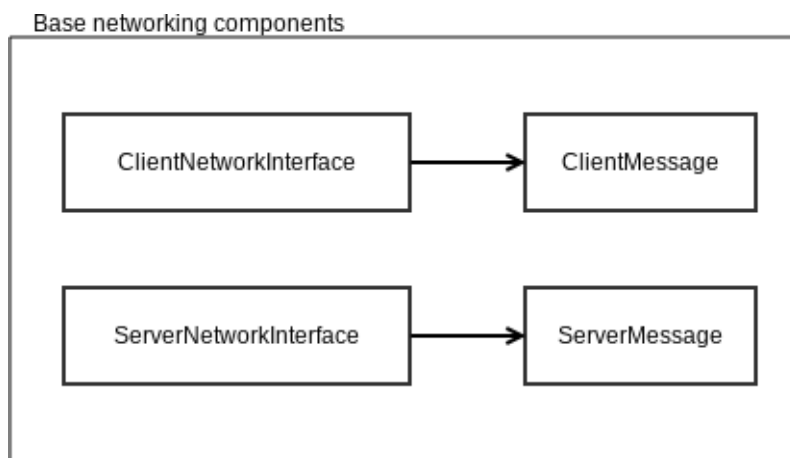 Base networking components
ClientNetworkInterface
ClientMessage
ServerNetworkInterface
ServerMessage